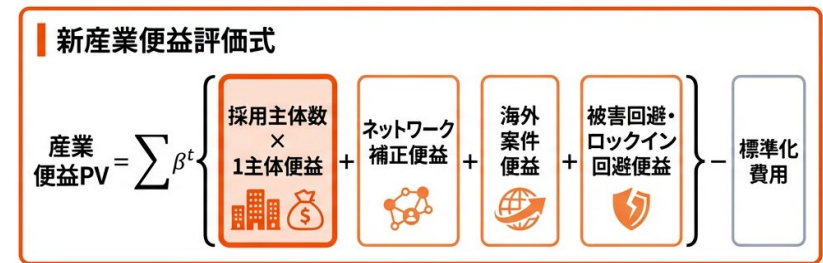 新産業便益評価式
産業
便益PV
= ∑ β^t {
採用主体数
×
1主体便益
+
ネットワーク
補正便益
+
海外
案件
便益
+
被害回避・
ロックイン
回避便益
} −
標準化
費用
$